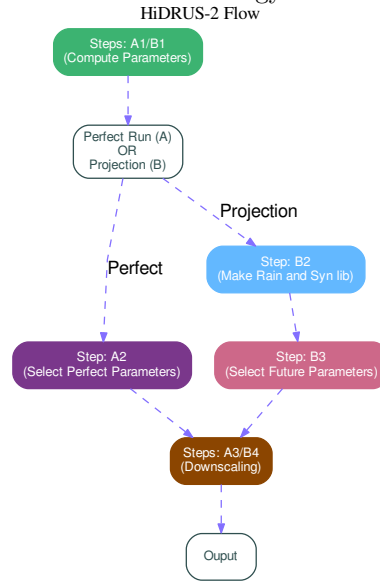 HiDRUS-2 Flow
Steps: A1/B1
(Compute Parameters)
Perfect Run (A)
OR
Projection (B)
Projection
Perfect
Step: B2
(Make Rain and Syn lib)
Step: A2
(Select Perfect Parameters)
Step: B3
(Select Future Parameters)
Steps: A3/B4
(Downscaling)
Ouput